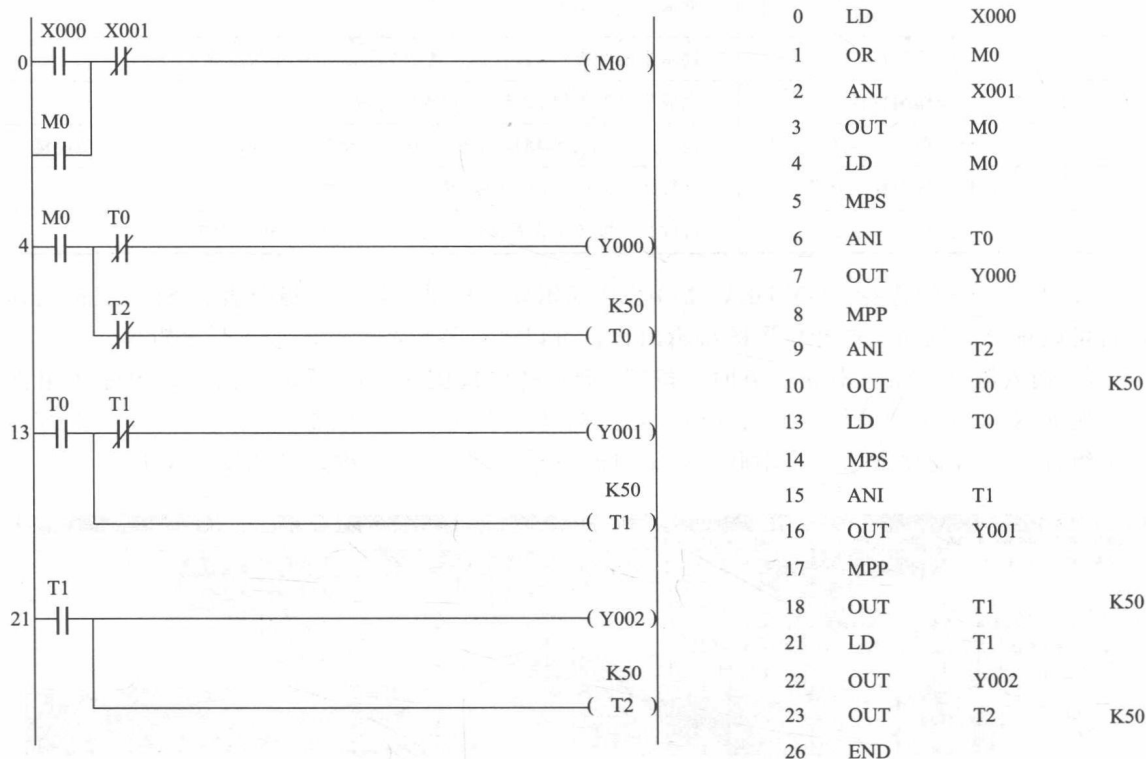 X000 X001
0 ( M0 )
M0
M0 T0
4 ( Y000 )
T2 K50
( T0 )
T0 T1
13 ( Y001 )
K50
( T1 )
T1
21 ( Y002 )
K50
( T2 )
0 LD X000
1 OR M0
2 ANI X001
3 OUT M0
4 LD M0
5 MPS
6 ANI T0
7 OUT Y000
8 MPP
9 ANI T2
10 OUT T0 K50
13 LD T0
14 MPS
15 ANI T1
16 OUT Y001
17 MPP
18 OUT T1 K50
21 LD T1
22 OUT Y002
23 OUT T2 K50
26 END